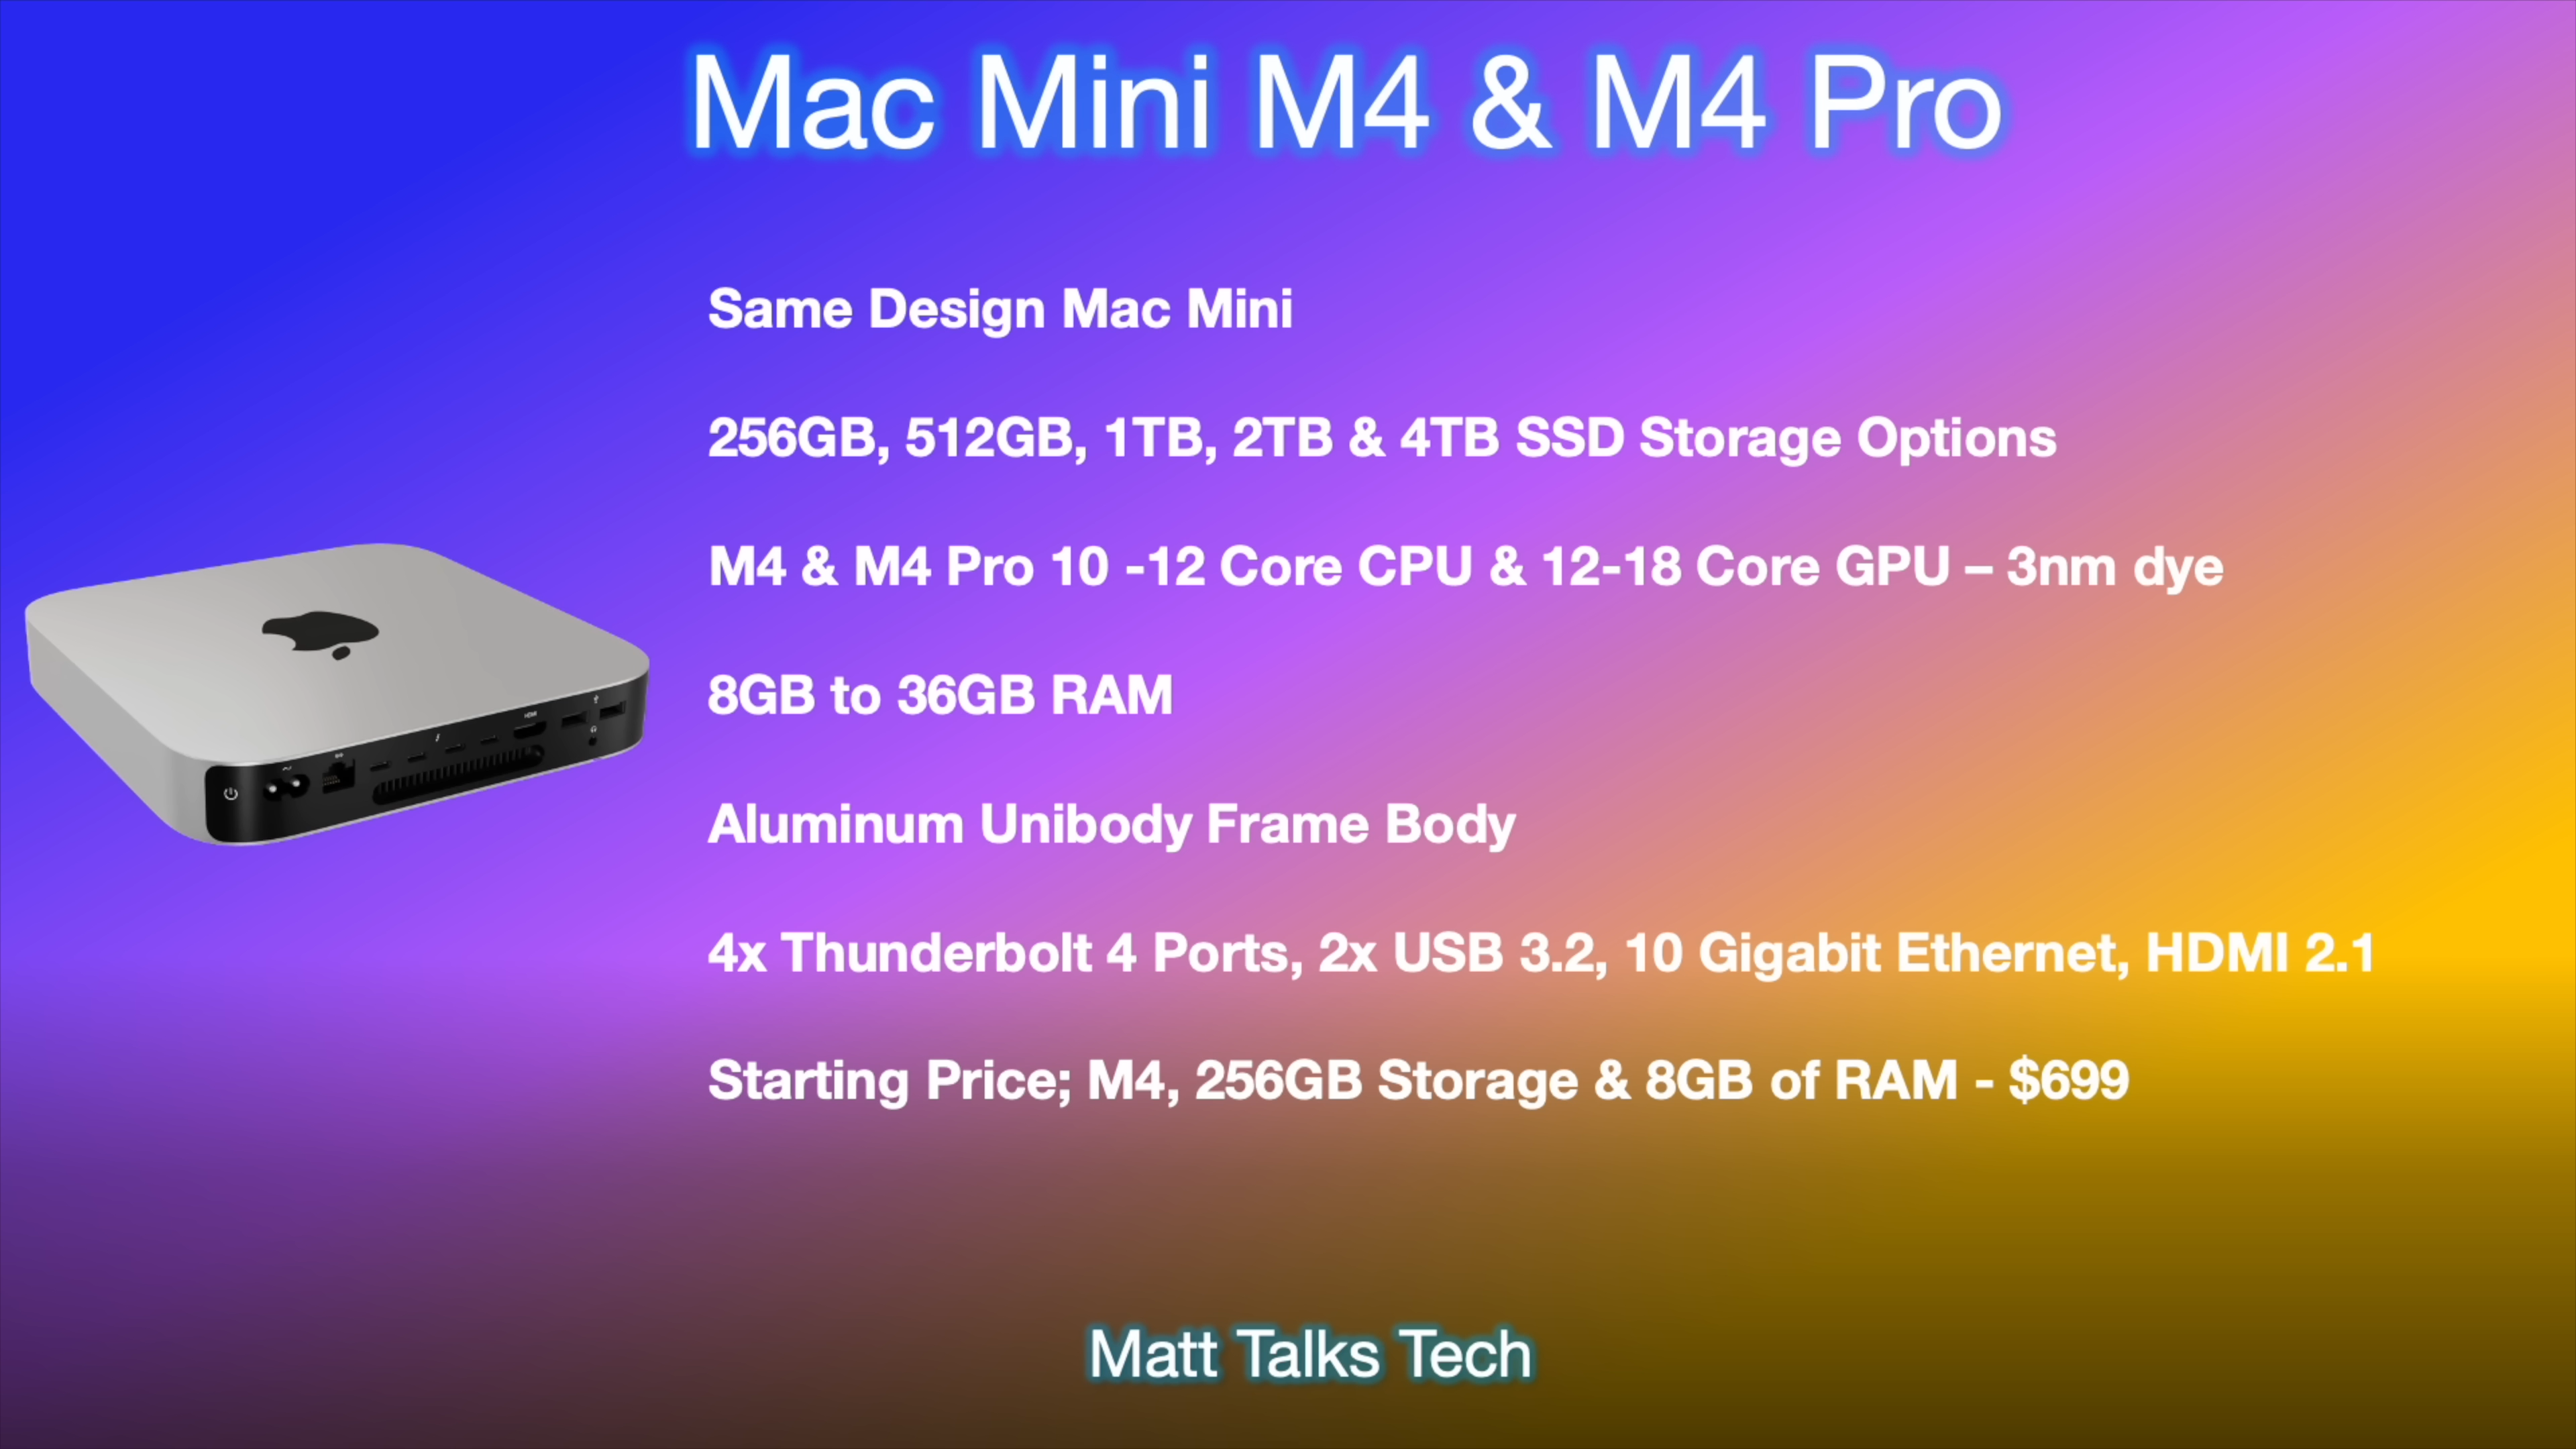 Mac Mini M4 & M4 Pro
Same Design Mac Mini
256GB, 512GB, 1TB, 2TB & 4TB SSD Storage Options
M4 & M4 Pro 10 -12 Core CPU & 12-18 Core GPU – 3nm dye
8GB to 36GB RAM
Aluminum Unibody Frame Body
4x Thunderbolt 4 Ports, 2x USB 3.2, 10 Gigabit Ethernet, HDMI 2.1
Starting Price; M4, 256GB Storage & 8GB of RAM - $699
HDMI
Matt Talks Tech